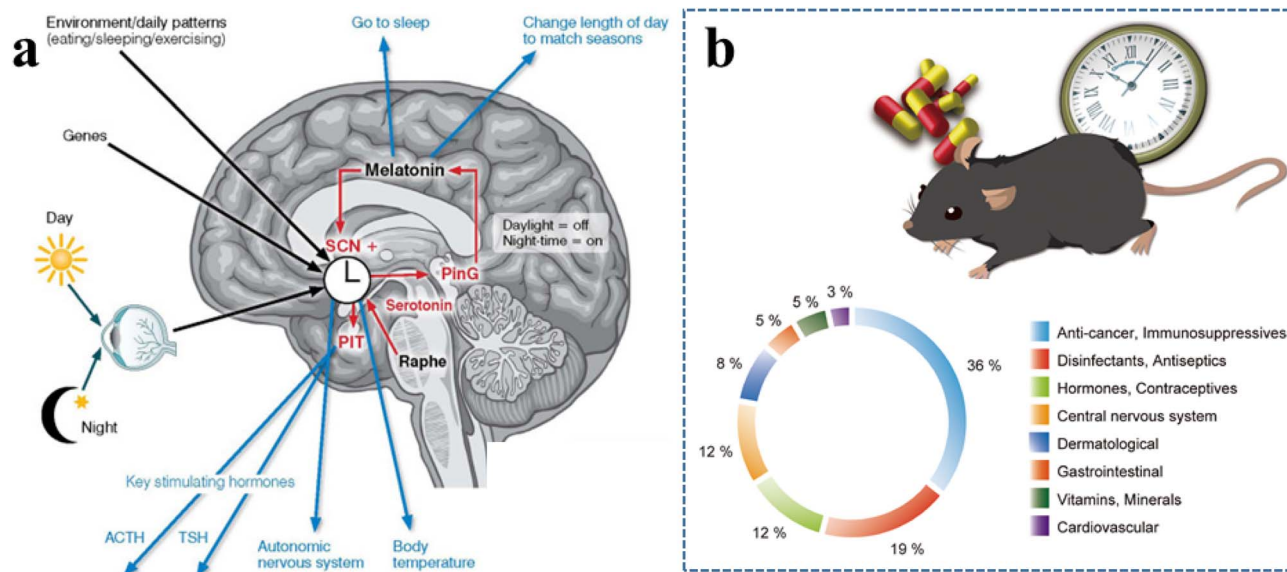 a
Environment/daily patterns
(eating/sleeping/exercising)
Go to sleep
Change length of day
to match seasons
Genes
Melatonin
Day
Daylight = off
Night-time = on
SCN +
PinG
Serotonin
PIT
Raphe
Night
Key stimulating hormones
ACTH
TSH
Autonomic
nervous system
Body
temperature
b
XII
3 %
5 %
5 %
8 %
12 %
12 %
19 %
36 %
Anti-cancer, Immunosuppressives
Disinfectants, Antiseptics
Hormones, Contraceptives
Central nervous system
Dermatological
Gastrointestinal
Vitamins, Minerals
Cardiovascular